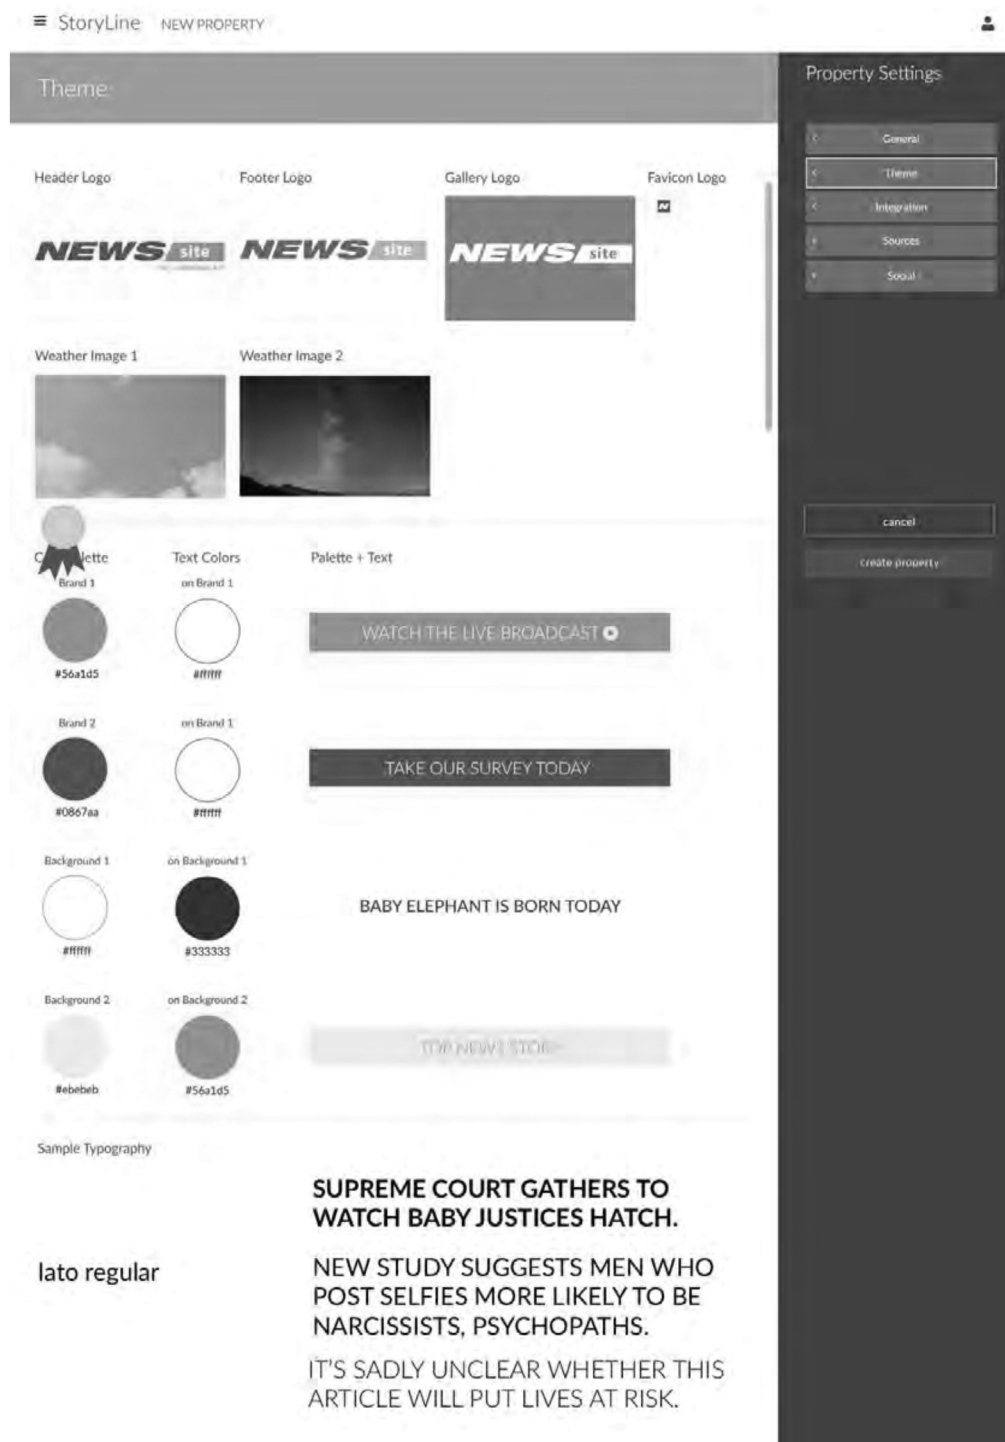 StoryLine NEW PROPERTY
Theme
Property Settings
General
Theme
Integration
Sources
Social
cancel
create property
Header Logo
Footer Logo
Gallery Logo
Favicon Logo
NEWS site
NEWS site
NEWS site
N
Weather Image 1
Weather Image 2
Text Colors
Palette + Text
Brand 1
on Brand 1
#56a1d5
#ffffff
WATCH THE LIVE BROADCAST
Brand 2
on Brand 1
#0867aa
#ffffff
TAKE OUR SURVEY TODAY
Background 1
on Background 1
#ffffff
#333333
BABY ELEPHANT IS BORN TODAY
Background 2
on Background 2
#ebebeb
#56a1d5
TOP NEWS STORY
Sample Typography
lato regular
SUPREME COURT GATHERS TO
WATCH BABY JUSTICES HATCH.
NEW STUDY SUGGESTS MEN WHO
POST SELFIES MORE LIKELY TO BE
NARCISSISTS, PSYCHOPATHS.
IT'S SADLY UNCLEAR WHETHER THIS
ARTICLE WILL PUT LIVES AT RISK.